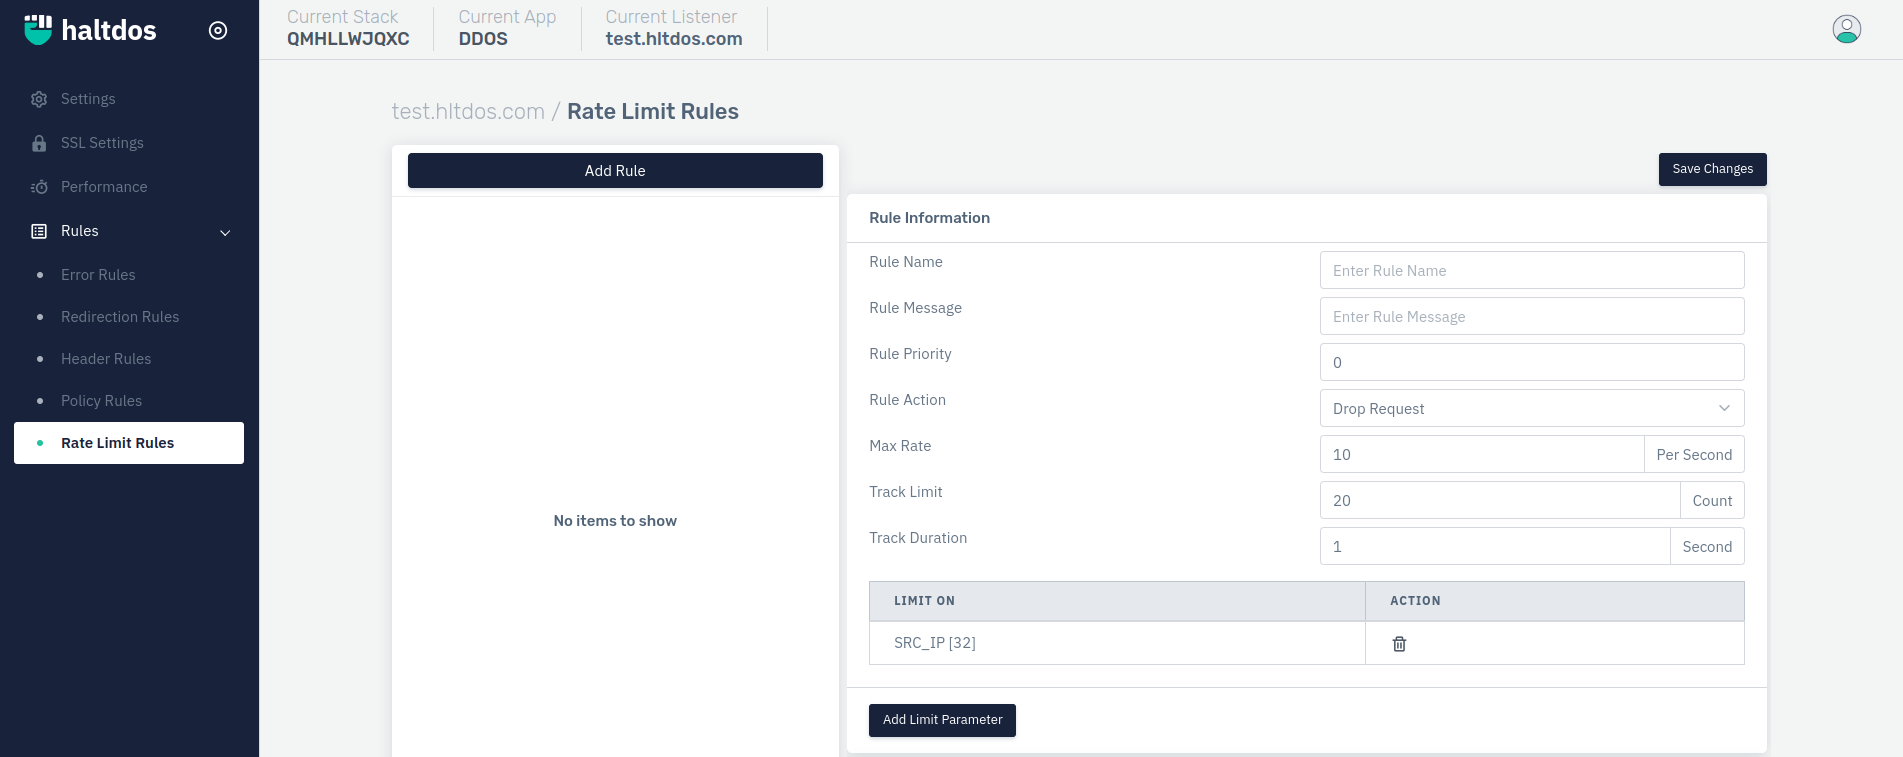 haltdos
Current Stack
QMHLLWJQXC
Current App
DDOS
Current Listener
test.hltdos.com
Settings
SSL Settings
Performance
Rules
Error Rules
Redirection Rules
Header Rules
Policy Rules
Rate Limit Rules
test.hltdos.com / Rate Limit Rules
Add Rule
No items to show
Save Changes
Rule Information
Rule Name
Enter Rule Name
Rule Message
Enter Rule Message
Rule Priority
0
Rule Action
Drop Request
Max Rate
10
Per Second
Track Limit
20
Count
Track Duration
1
Second
LIMIT ON
ACTION
SRC_IP [32]
Add Limit Parameter